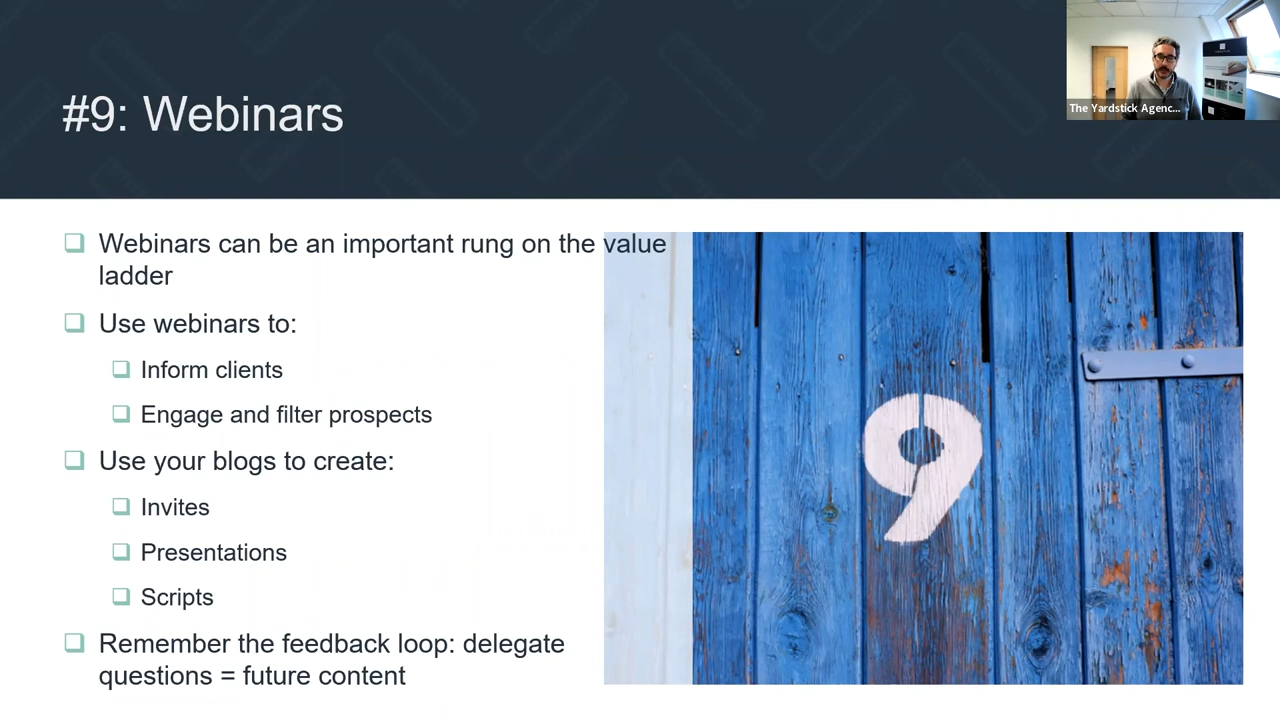 #9: Webinars
The Yardstick Agenc...
Webinars can be an important rung on the value
ladder
Use webinars to:
Inform clients
Engage and filter prospects
Use your blogs to create:
Invites
Presentations
Scripts
Remember the feedback loop: delegate
questions = future content
9